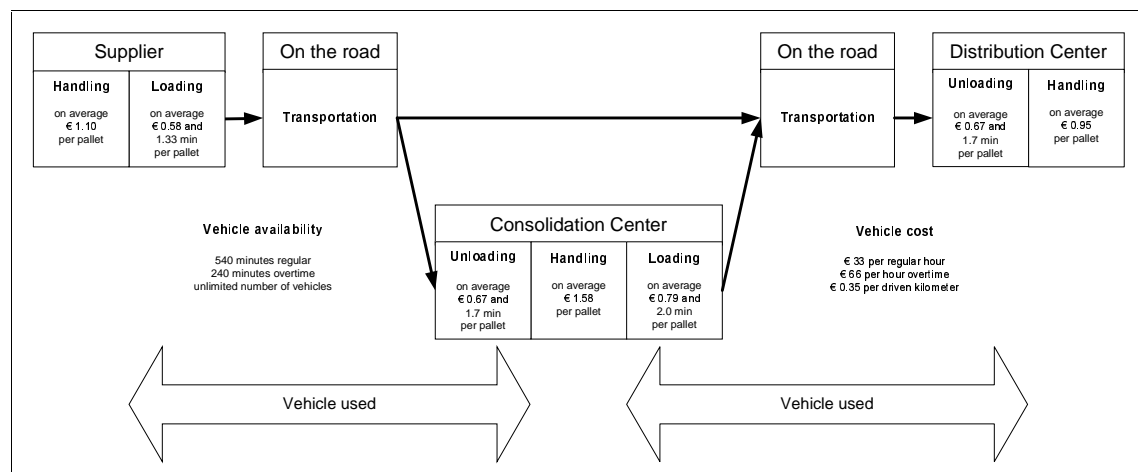 Supplier
Handling
on average
€ 1.10
per pallet
Loading
on average
€ 0.58 and
1.33 min
per pallet
On the road
Transportation
On the road
Transportation
Distribution Center
Unloading
on average
€ 0.67 and
1.7 min
per pallet
Handling
on average
€ 0.95
per pallet
Vehicle availability
540 minutes regular
240 minutes overtime
unlimited number of vehicles
Consolidation Center
Unloading
on average
€ 0.67 and
1.7 min
per pallet
Handling
on average
€ 1.58
per pallet
Loading
on average
€ 0.79 and
2.0 min
per pallet
Vehicle cost
€ 33 per regular hour
€ 66 per hour overtime
€ 0.35 per driven kilometer
Vehicle used
Vehicle used